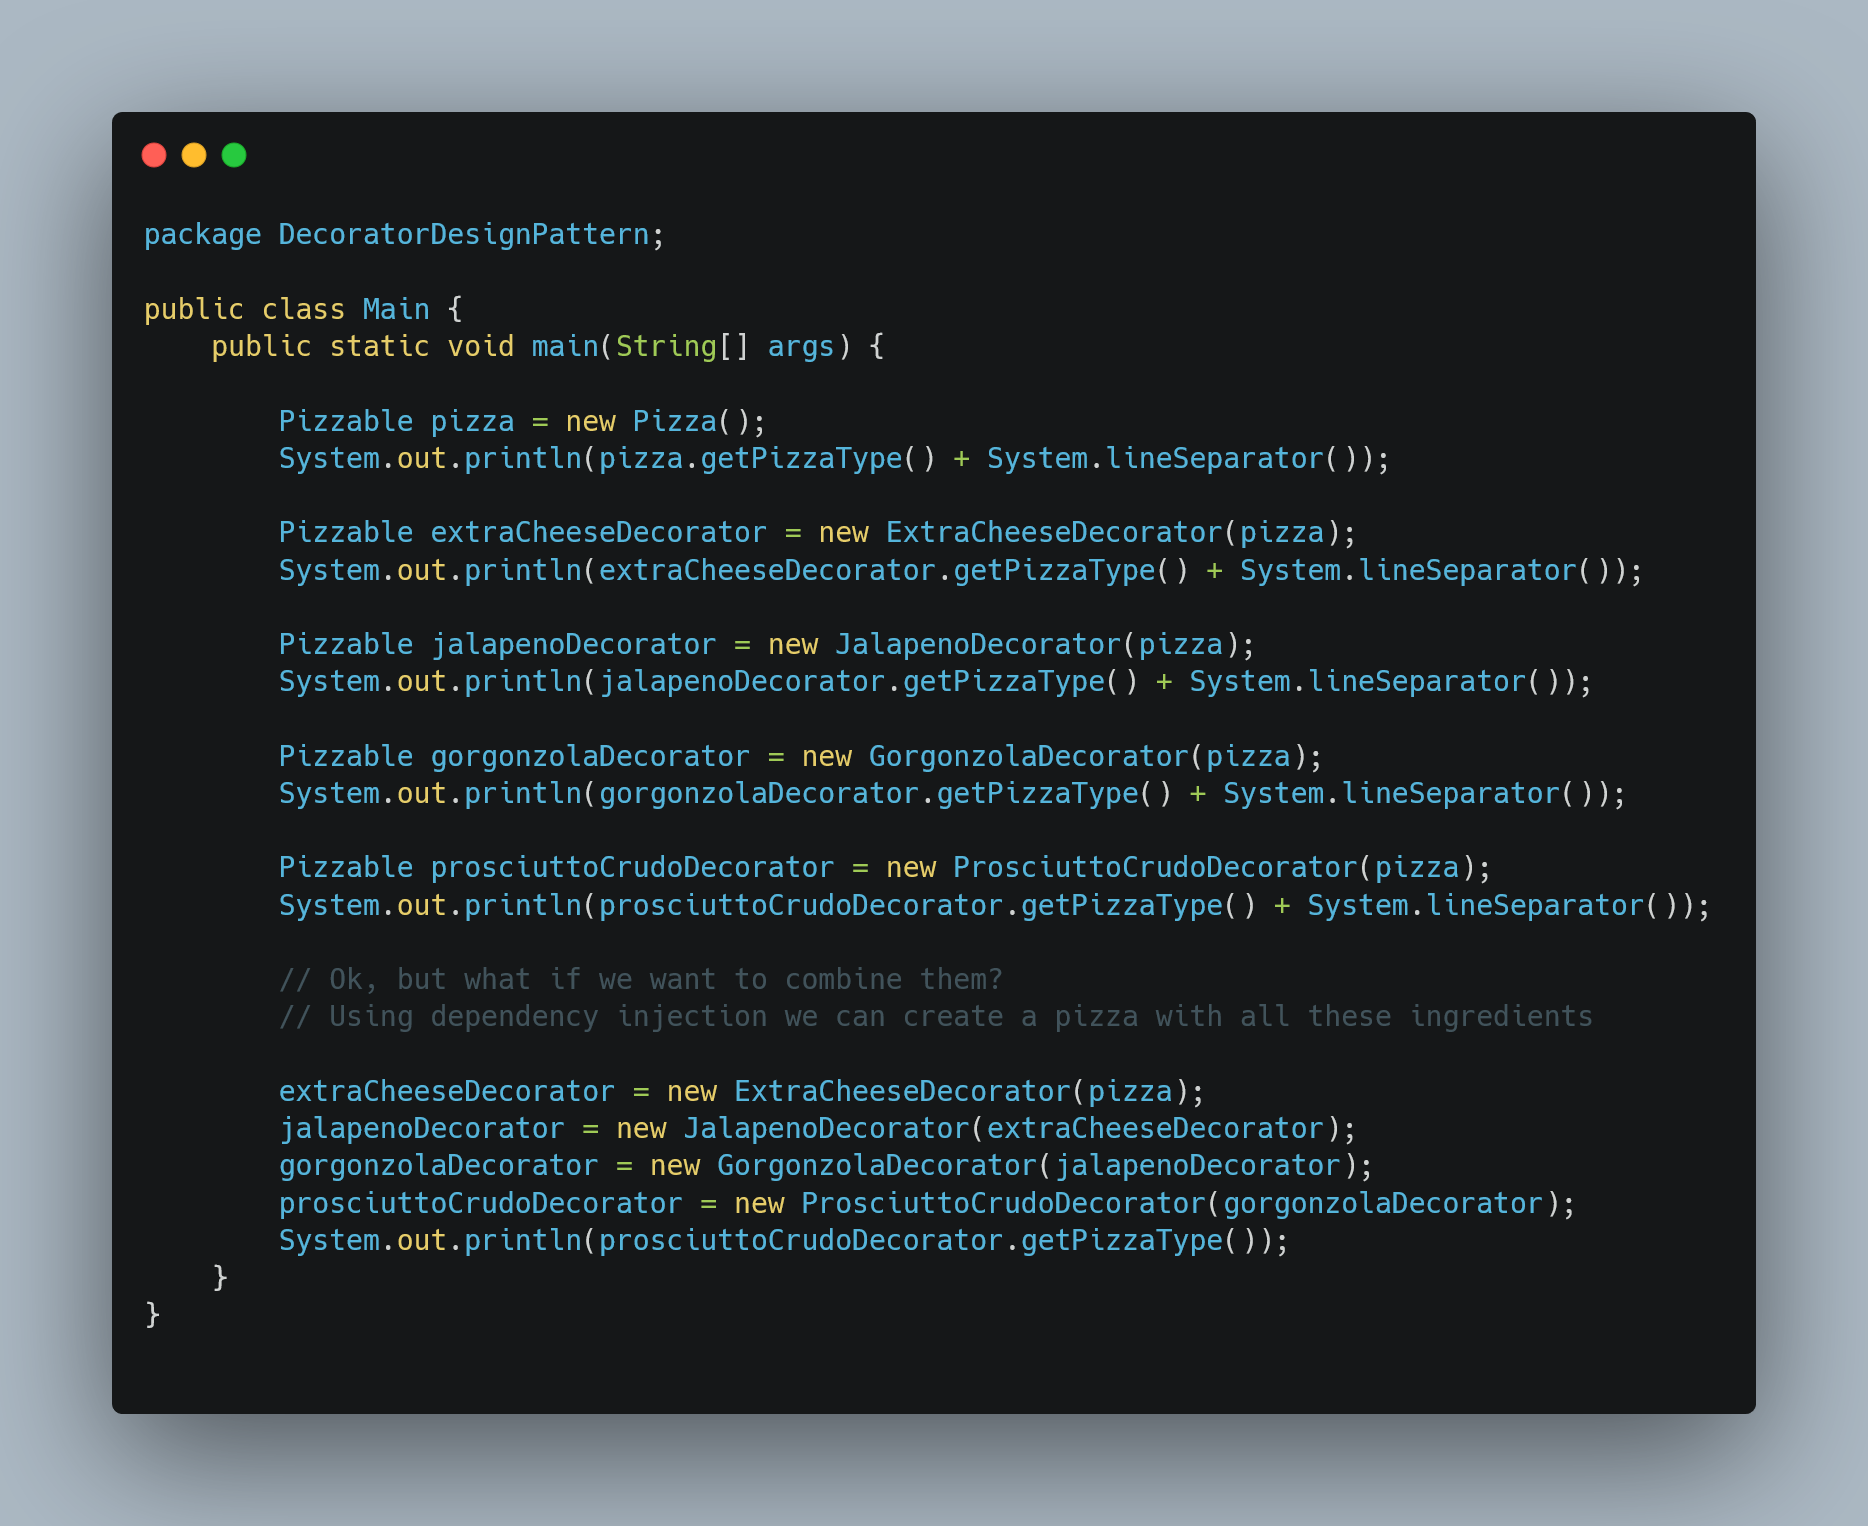 package DecoratorDesignPattern;
public class Main {
public static void main(String[] args) {
Pizzable pizza = new Pizza();
System.out.println(pizza.getPizzaType() + System.lineSeparator());
Pizzable extraCheeseDecorator = new ExtraCheeseDecorator(pizza);
System.out.println(extraCheeseDecorator.getPizzaType() + System.lineSeparator());
Pizzable jalapenoDecorator = new JalapenoDecorator(pizza);
System.out.println(jalapenoDecorator.getPizzaType() + System.lineSeparator());
Pizzable gorgonzolaDecorator = new GorgonzolaDecorator(pizza);
System.out.println(gorgonzolaDecorator.getPizzaType() + System.lineSeparator());
Pizzable prosciuttoCrudoDecorator = new ProsciuttoCrudoDecorator(pizza);
System.out.println(prosciuttoCrudoDecorator.getPizzaType() + System.lineSeparator());
// Ok, but what if we want to combine them?
// Using dependency injection we can create a pizza with all these ingredients
extraCheeseDecorator = new ExtraCheeseDecorator(pizza);
jalapenoDecorator = new JalapenoDecorator(extraCheeseDecorator);
gorgonzolaDecorator = new GorgonzolaDecorator(jalapenoDecorator);
prosciuttoCrudoDecorator = new ProsciuttoCrudoDecorator(gorgonzolaDecorator);
System.out.println(prosciuttoCrudoDecorator.getPizzaType());
}
}